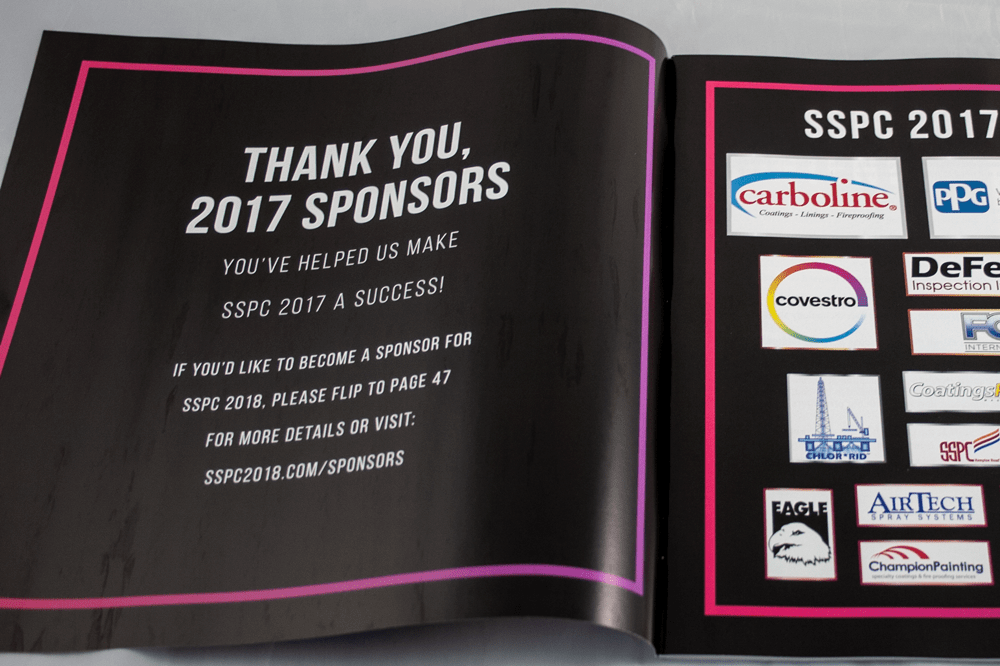 THANK YOU,
2017 SPONSORS
YOU'VE HELPED US MAKE
SSPC 2017 A SUCCESS!
IF YOU'D LIKE TO BECOME A SPONSOR FOR
SSPC 2018, PLEASE FLIP TO PAGE 47
FOR MORE DETAILS OR VISIT:
SSPC2018.COM/SPONSORS
SSPC 2017
carboline®
Coatings - Linings - Fireproofing
PPG
covestro
Inspection
CHLOR*RID
SSPC
EAGLE
AIRTECH
SPRAY SYSTEMS
ChampionPainting
specialty coatings & fire proofing services